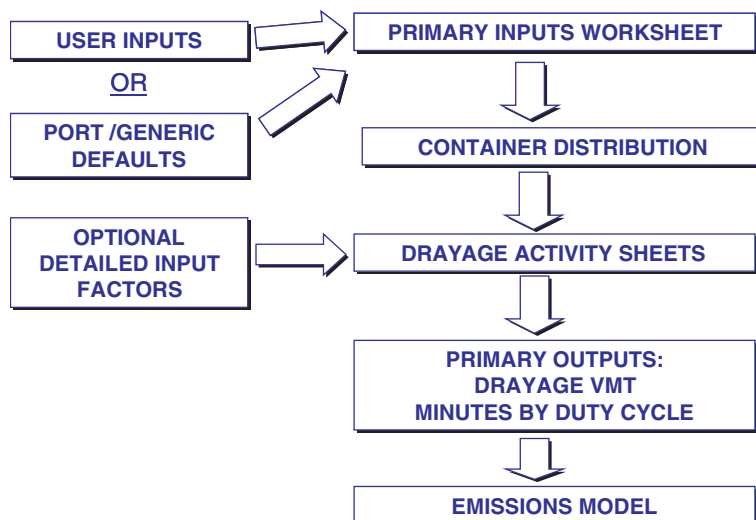 USER INPUTS
OR
PORT /GENERIC
DEFAULTS
OPTIONAL
DETAILED INPUT
FACTORS
PRIMARY INPUTS WORKSHEET
CONTAINER DISTRIBUTION
DRAYAGE ACTIVITY SHEETS
PRIMARY OUTPUTS:
DRAYAGE VMT
MINUTES BY DUTY CYCLE
EMISSIONS MODEL